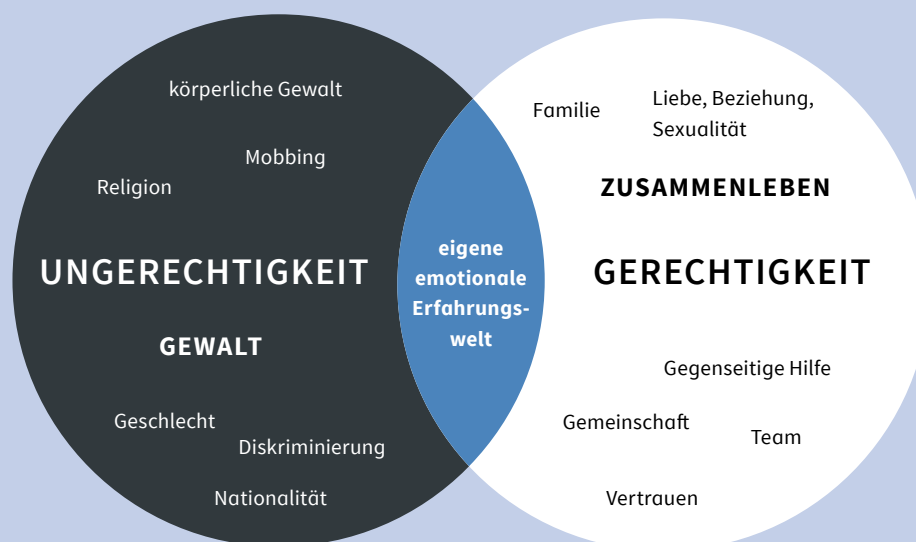 körperliche Gewalt
Mobbing
Religion
UNGERECHTIGKEIT
GEWALT
Geschlecht
Diskriminierung
Nationalität
eigene
emotionale
Erfahrungs-
welt
Familie
Liebe, Beziehung,
Sexualität
ZUSAMMENLEBEN
GERECHTIGKEIT
Gegenseitige Hilfe
Gemeinschaft
Team
Vertrauen